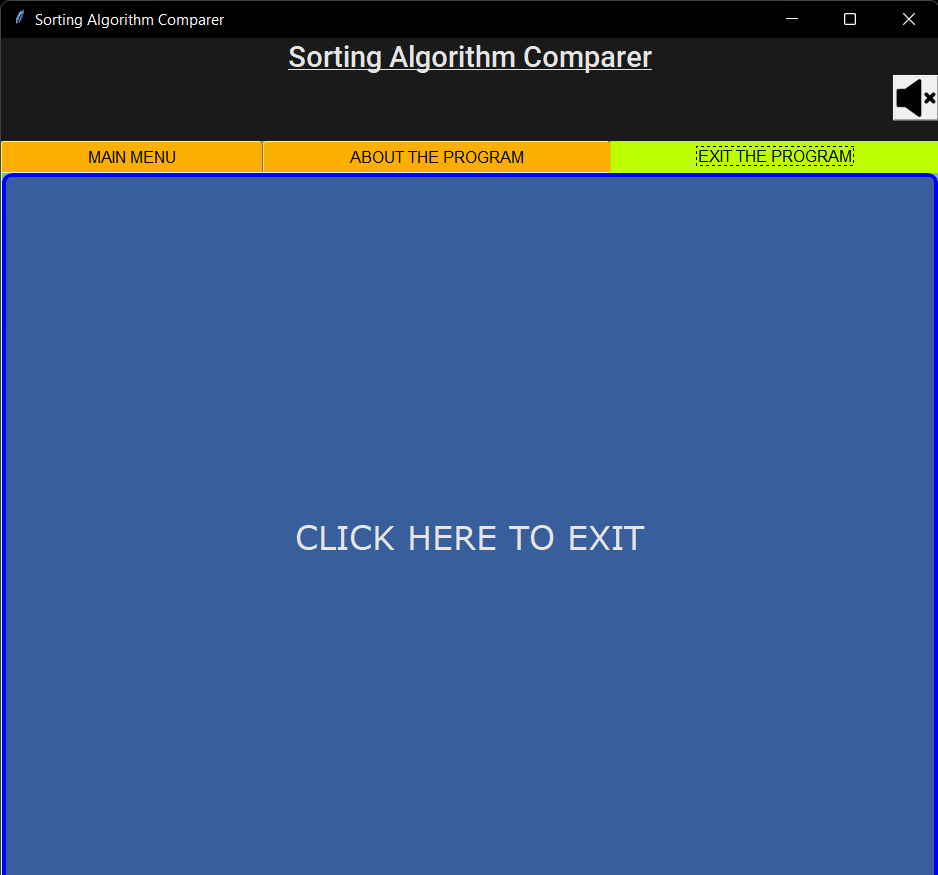 Sorting Algorithm Comparer
Sorting Algorithm Comparer
MAIN MENU ABOUT THE PROGRAM EXIT THE PROGRAM
CLICK HERE TO EXIT